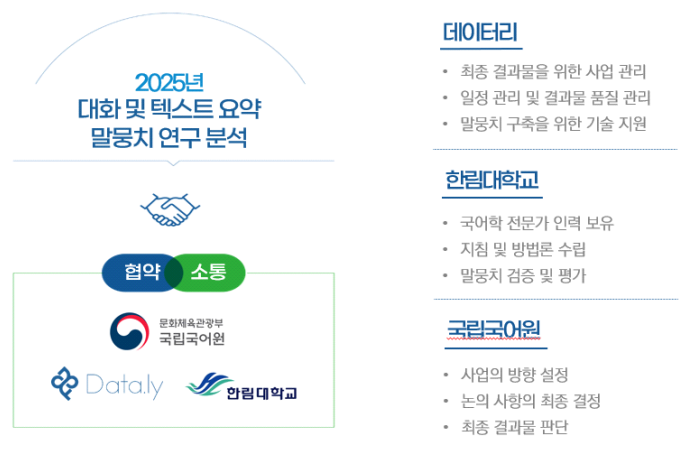 2025년
대화 및 텍스트 요약
말뭉치 연구 분석
협약
소통
문화체육관광부
국립국어원
Data.ly
한림대학교
데이터리
• 최종 결과물을 위한 사업 관리
• 일정 관리 및 결과물 품질 관리
• 말뭉치 구축을 위한 기술 지원
한림대학교
• 국어학 전문가 인력 보유
• 지침 및 방법론 수립
• 말뭉치 검증 및 평가
국립국어원
• 사업의 방향 설정
• 논의 사항의 최종 결정
• 최종 결과물 판단